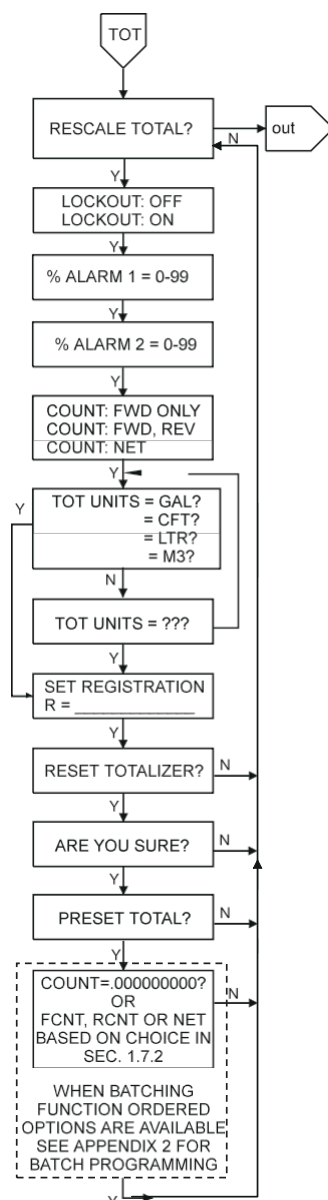 TOT
RESCALE TOTAL?
out
N
Y
LOCKOUT: OFF
LOCKOUT: ON
Y
% ALARM 1 = 0-99
Y
% ALARM 2 = 0-99
Y
COUNT: FWD ONLY
COUNT: FWD, REV
COUNT: NET
Y
Y
TOT UNITS = GAL?
= CFT?
= LTR?
= M3?
N
TOT UNITS = ???
Y
SET REGISTRATION
R = _____________
Y
RESET TOTALIZER?
N
Y
ARE YOU SURE?
N
Y
PRESET TOTAL?
N
Y
COUNT=.000000000?
OR
FCNT, RCNT OR NET
BASED ON CHOICE IN
SEC. 1.7.2
N
WHEN BATCHING
FUNCTION ORDERED
OPTIONS ARE AVAILABLE
SEE APPENDIX 2 FOR
BATCH PROGRAMMING
Y